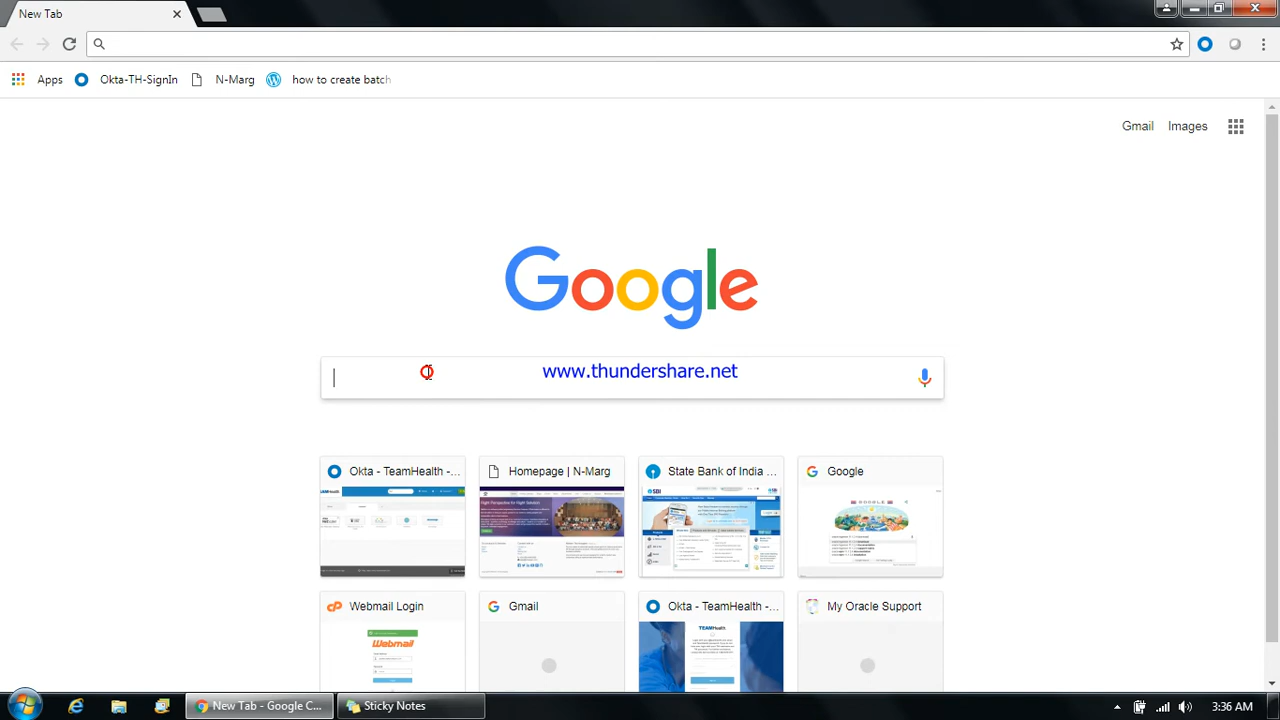 New Tab
Apps Okta-TH-SignIn N-Marg how to create batch
Gmail Images
Google
www.thundershare.net
Okta - TeamHealth -... Homepage | N-Marg State Bank of India ... Google
Webmail Login Gmail Okta - TeamHealth -... My Oracle Support
Webmail
TEAMHealth
New Tab - Google C... Sticky Notes 3:36 AM